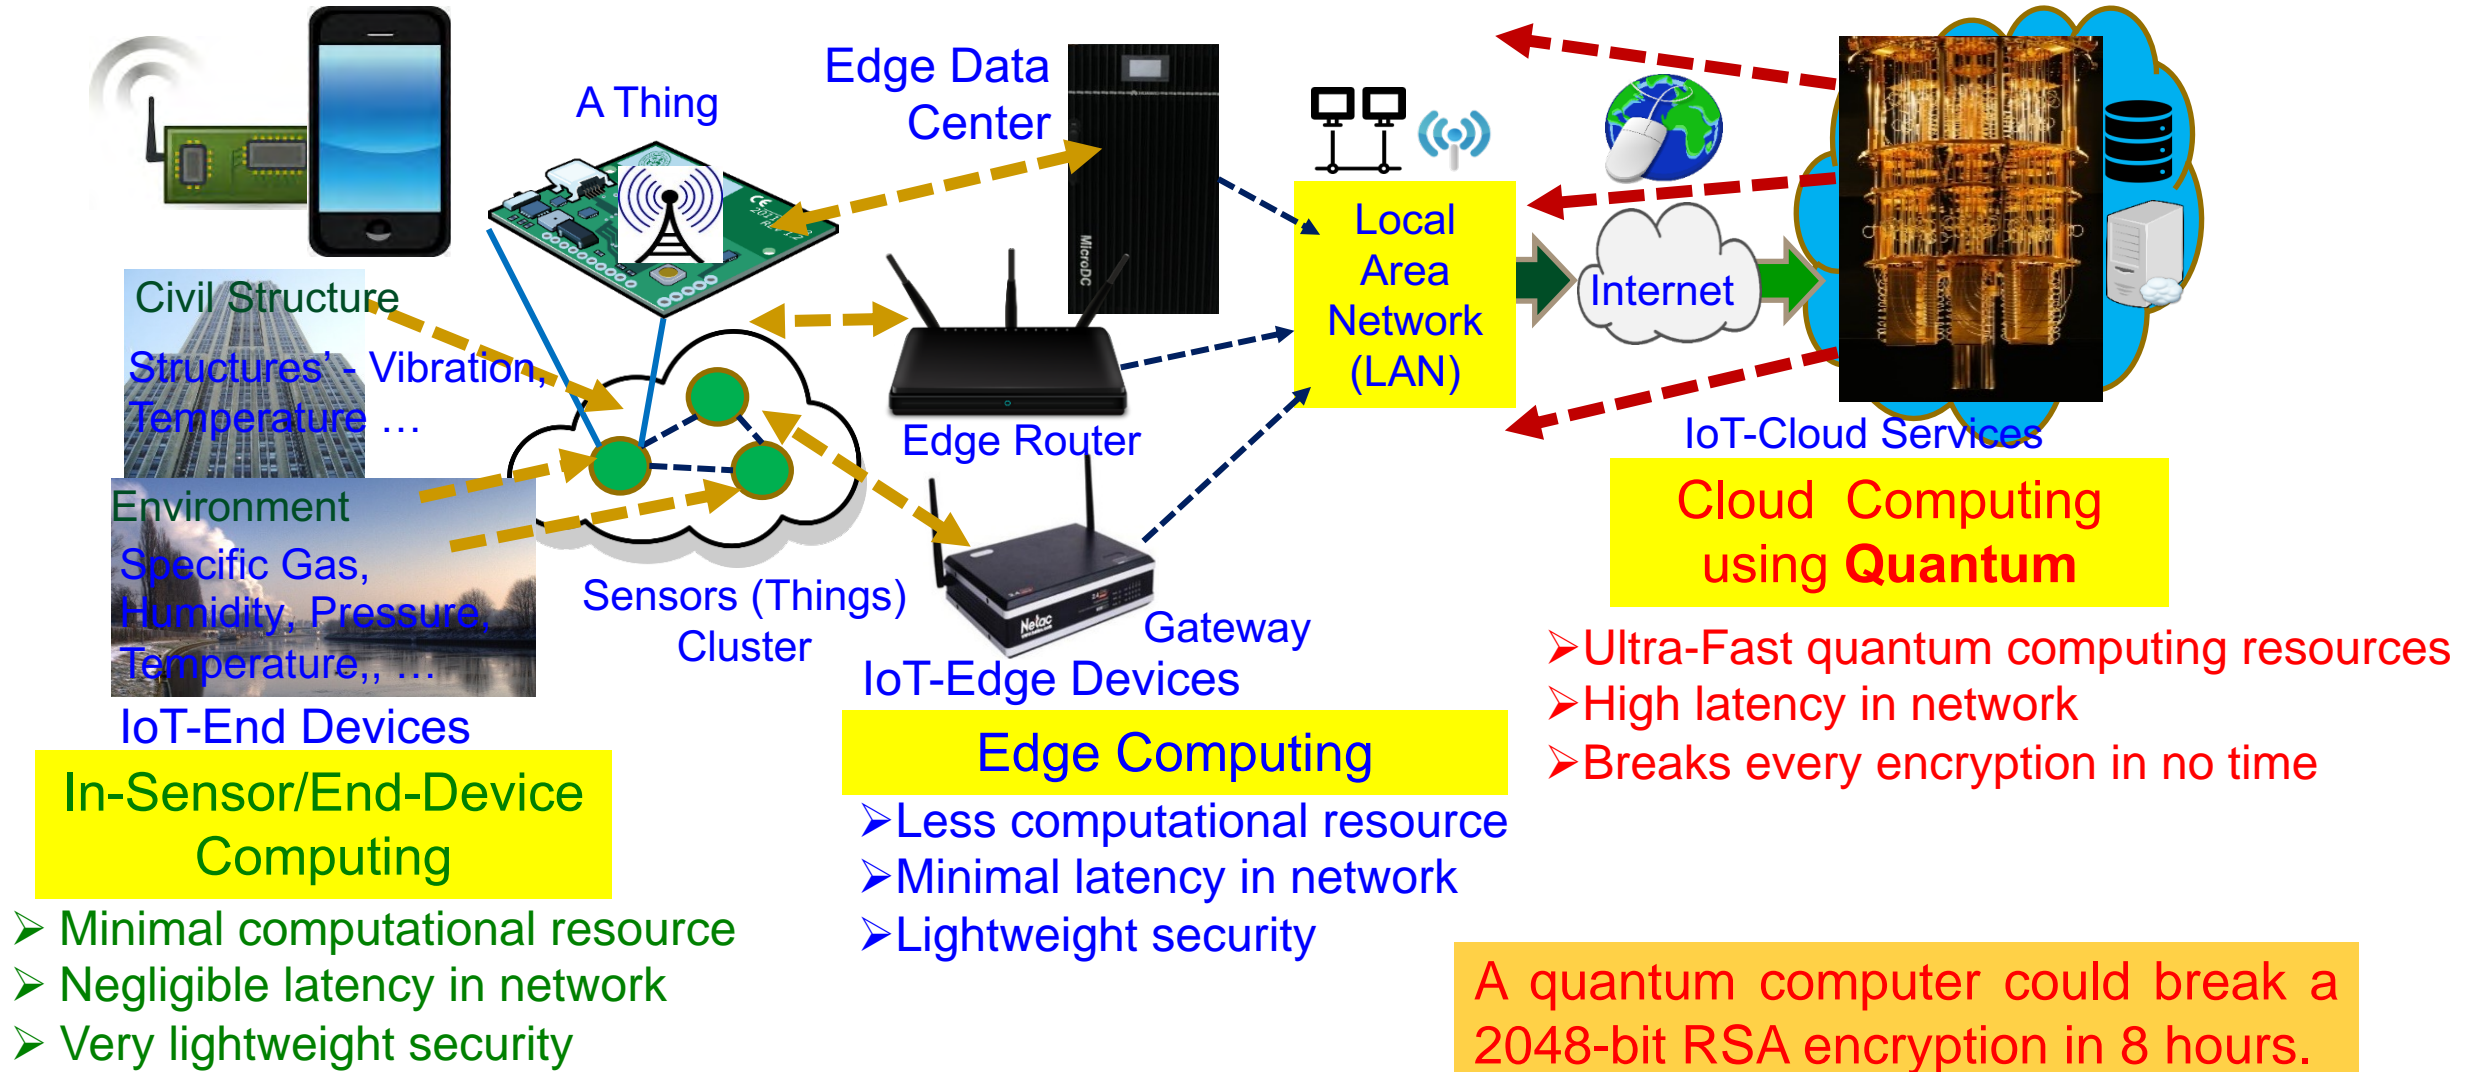 A Thing
Edge Data
Center
CE
MicroDC
Local
Area
Network
(LAN)
Internet
Civil Structure
Structures’ - Vibration,
Temperature …
Edge Router
IoT-Cloud Services
Environment
Specific Gas,
Humidity, Pressure,
Temperature,, …
Sensors (Things)
Cluster
Netac
Gateway
IoT-End Devices
IoT-Edge Devices
Cloud Computing
using Quantum
➢Ultra-Fast quantum computing resources
➢High latency in network
➢Breaks every encryption in no time
In-Sensor/End-Device
Computing
➢ Minimal computational resource
➢ Negligible latency in network
➢ Very lightweight security
Edge Computing
➢Less computational resource
➢Minimal latency in network
➢Lightweight security
A quantum computer could break a
2048-bit RSA encryption in 8 hours.